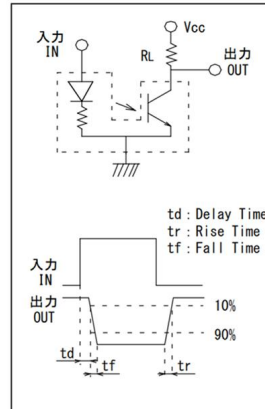 Vcc
入力
IN
RL
出力
OUT
td : Delay Time
tr : Rise Time
tf : Fall Time
入力
IN
出力
OUT
10%
90%
td
tf
tr